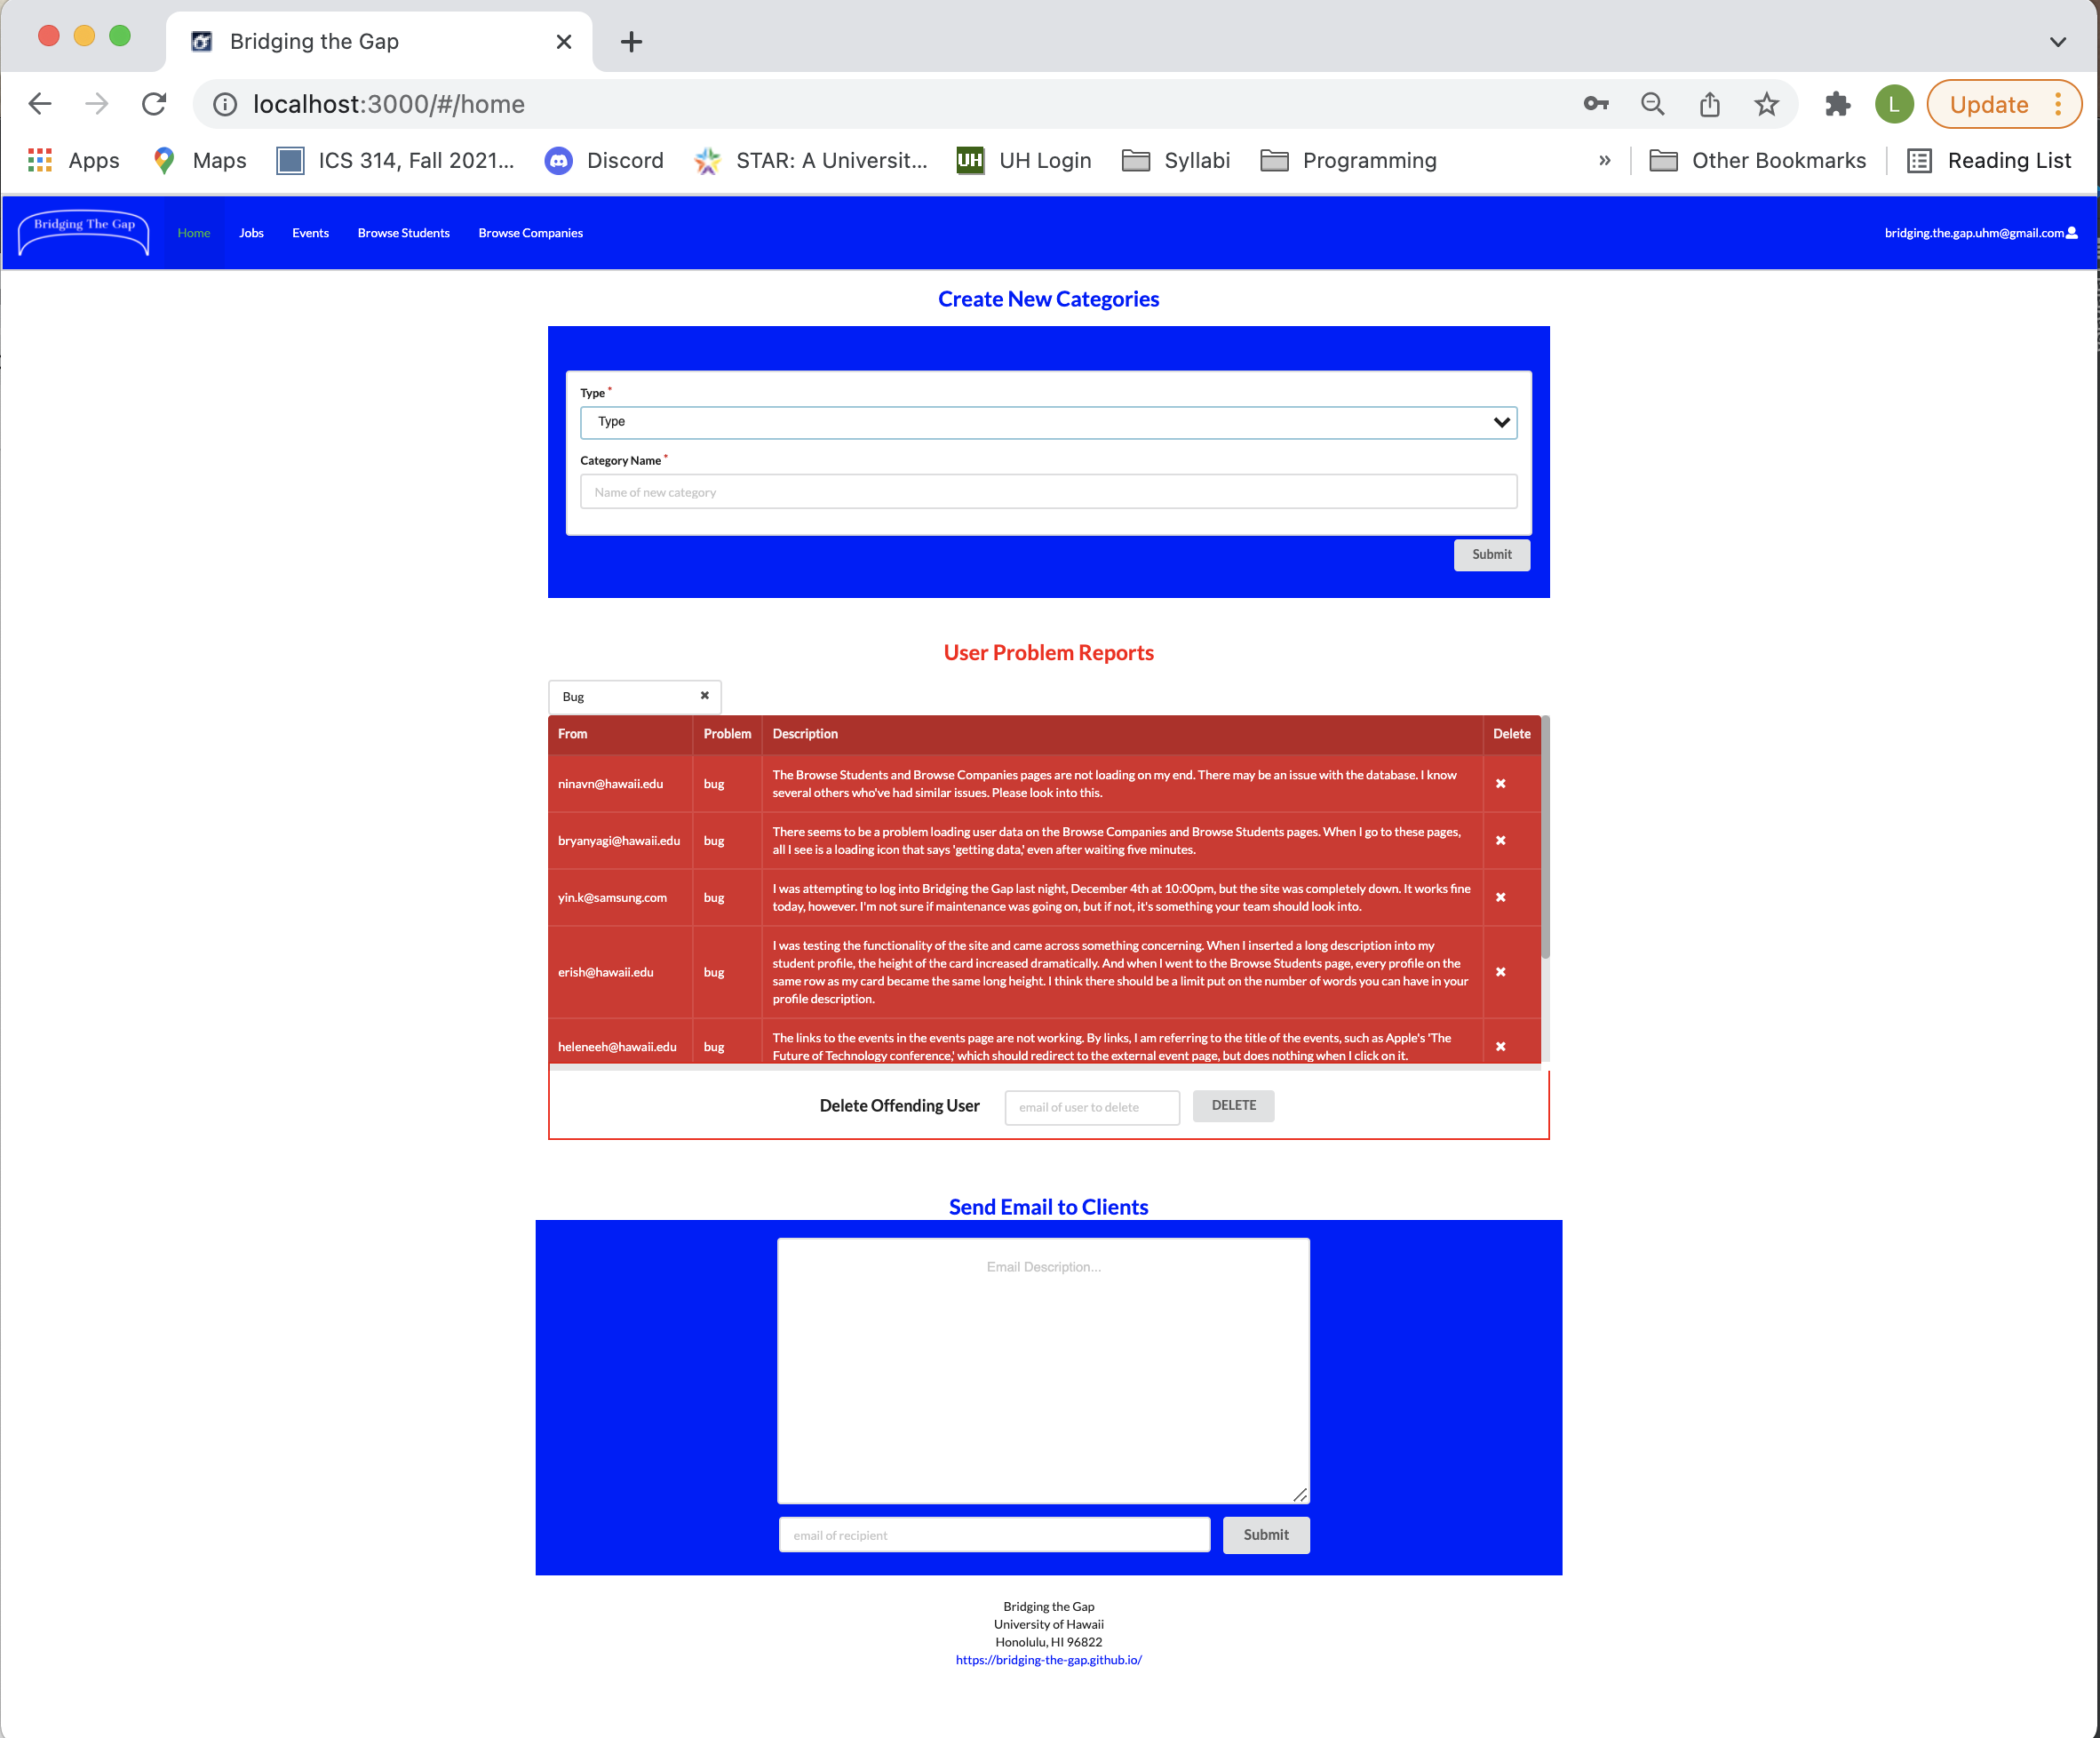 Bridging the Gap
localhost:3000/#/home
L
Update
Apps
Maps
ICS 314, Fall 2021...
Discord
STAR: A Universit...
UH
UH Login
Syllabi
Programming
»
Other Bookmarks
Reading List
Bridging The Gap
Home
Jobs
Events
Browse Students
Browse Companies
bridging.the.gap.uhm@gmail.com
Create New Categories
Type *
Type
Category Name *
Name of new category
Submit
User Problem Reports
Bug
From Problem Description Delete
ninavn@hawaii.edu
bug
The Browse Students and Browse Companies pages are not loading on my end. There may be an issue with the database. I know
several others who've had similar issues. Please look into this.
bryanyagi@hawaii.edu
bug
There seems to be a problem loading user data on the Browse Companies and Browse Students pages. When I go to these pages,
all I see is a loading icon that says 'getting data,' even after waiting five minutes.
yin.k@samsung.com
bug
I was attempting to log into Bridging the Gap last night, December 4th at 10:00pm, but the site was completely down. It works fine
today, however. I'm not sure if maintenance was going on, but if not, it's something your team should look into.
erish@hawaii.edu
bug
I was testing the functionality of the site and came across something concerning. When I inserted a long description into my
student profile, the height of the card increased dramatically. And when I went to the Browse Students page, every profile on the
same row as my card became the same long height. I think there should be a limit put on the number of words you can have in your
profile description.
heleneeh@hawaii.edu
bug
The links to the events in the events page are not working. By links, I am referring to the title of the events, such as Apple's 'The
Future of Technology conference,' which should redirect to the external event page, but does nothing when I click on it.
Delete Offending User
email of user to delete
DELETE
Send Email to Clients
Email Description...
email of recipient
Submit
Bridging the Gap
University of Hawaii
Honolulu, HI 96822
https://bridging-the-gap.github.io/